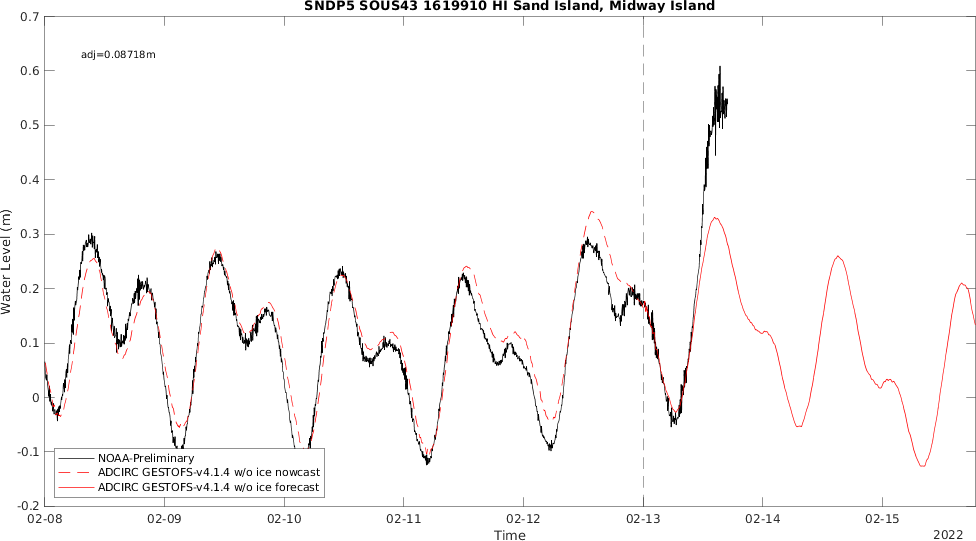 SNDP5 SOUS43 1619910 HI Sand Island, Midway Island
adj=0.08718m
0.7
0.6
0.5
0.4
0.3
0.2
0.1
0
-0.1
-0.2
Water Level (m)
NOAA-Preliminary
ADCIRC GESTOFS-v4.1.4 w/o ice nowcast
ADCIRC GESTOFS-v4.1.4 w/o ice forecast
02-08 02-09 02-10 02-11 02-12 02-13 02-14 02-15
Time
2022